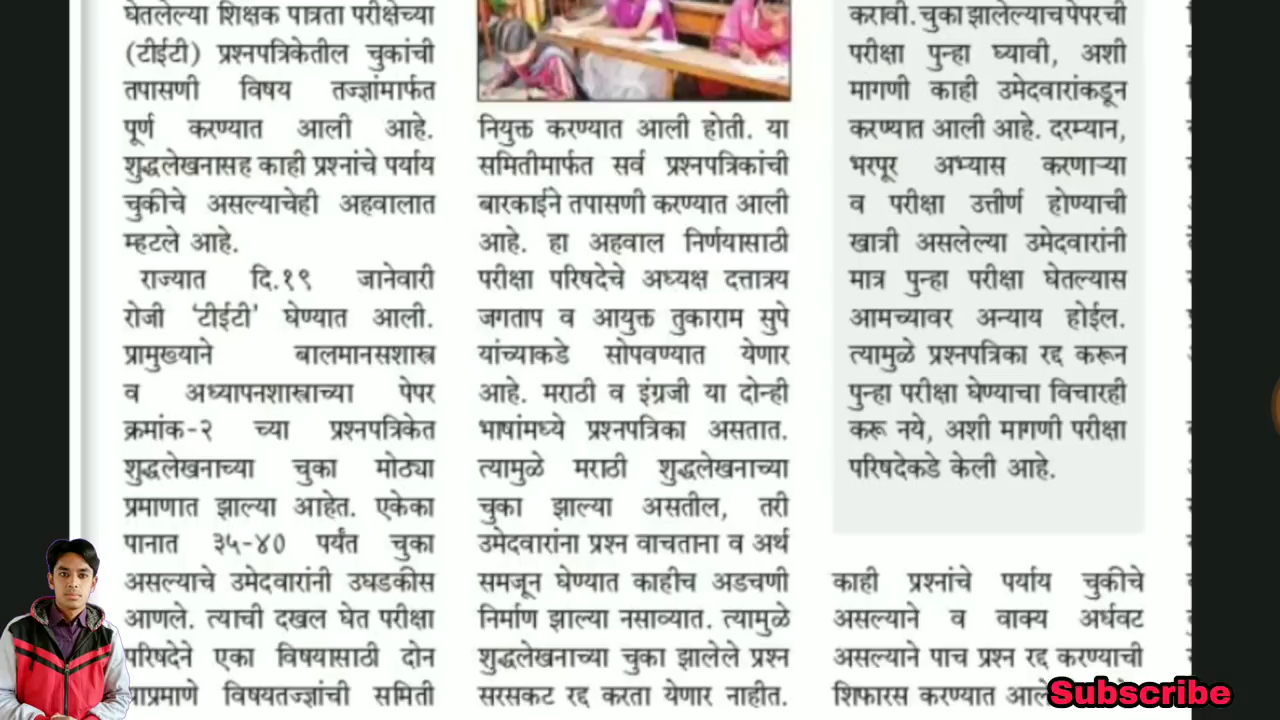 घेतलेल्या शिक्षक पात्रता परीक्षेच्या
(टीईटी) प्रश्नपत्रिकेतील चुकांची
तपासणी विषय तज्ज्ञांमार्फत
पूर्ण करण्यात आली आहे.
शुद्धलेखनासह काही प्रश्नांचे पर्याय
चुकीचे असल्याचेही अहवालात
म्हटले आहे.
राज्यात दि.१९ जानेवारी
रोजी 'टीईटी' घेण्यात आली.
प्रामुख्याने बालमानसशास्त्र
व अध्यापनशास्त्राच्या पेपर
क्रमांक-२ च्या प्रश्नपत्रिकेत
शुद्धलेखनाच्या चुका मोठ्या
प्रमाणात झाल्या आहेत. एकेका
पानात ३५-४० पर्यंत चुका
असल्याचे उमेदवारांनी उघडकीस
आणले. त्याची दखल घेत परीक्षा
परिषदेने एका विषयासाठी दोन
विषयतज्ज्ञांची समिती
नियुक्त करण्यात आली होती. या
समितीमार्फत सर्व प्रश्नपत्रिकांची
बारकाईने तपासणी करण्यात आली
आहे. हा अहवाल निर्णयासाठी
परीक्षा परिषदेचे अध्यक्ष दत्तात्रय
जगताप व आयुक्त तुकाराम सुपे
यांच्याकडे सोपवण्यात येणार
आहे. मराठी व इंग्रजी या दोन्ही
भाषांमध्ये प्रश्नपत्रिका असतात.
त्यामुळे मराठी शुद्धलेखनाच्या
चुका झाल्या असतील, तरी
उमेदवारांना प्रश्न वाचताना व अर्थ
समजून घेण्यात काहीच अडचणी
निर्माण झाल्या नसाव्यात. त्यामुळे
शुद्धलेखनाच्या चुका झालेले प्रश्न
सरसकट रद्द करता येणार नाहीत.
करावी. चुका झालेल्याच पेपरची
परीक्षा पुन्हा घ्यावी, अशी
मागणी काही उमेदवारांकडून
करण्यात आली आहे. दरम्यान,
भरपूर अभ्यास करणाऱ्या
व परीक्षा उत्तीर्ण होण्याची
खात्री असलेल्या उमेदवारांनी
मात्र पुन्हा परीक्षा घेतल्यास
आमच्यावर अन्याय होईल.
त्यामुळे प्रश्नपत्रिका रद्द करून
पुन्हा परीक्षा घेण्याचा विचारही
करू नये, अशी मागणी परीक्षा
परिषदेकडे केली आहे.
काही प्रश्नांचे पर्याय चुकीचे
असल्याने व वाक्य अर्धवट
असल्याने पाच प्रश्न रद्द करण्याची
शिफारस करण्यात
Subscribe